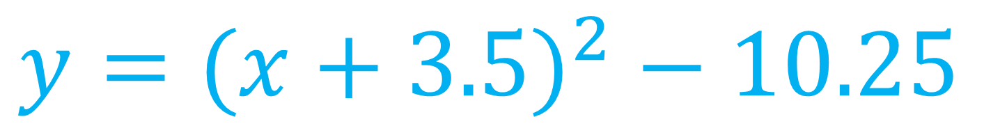 y = (x + 3.5)² − 10.25